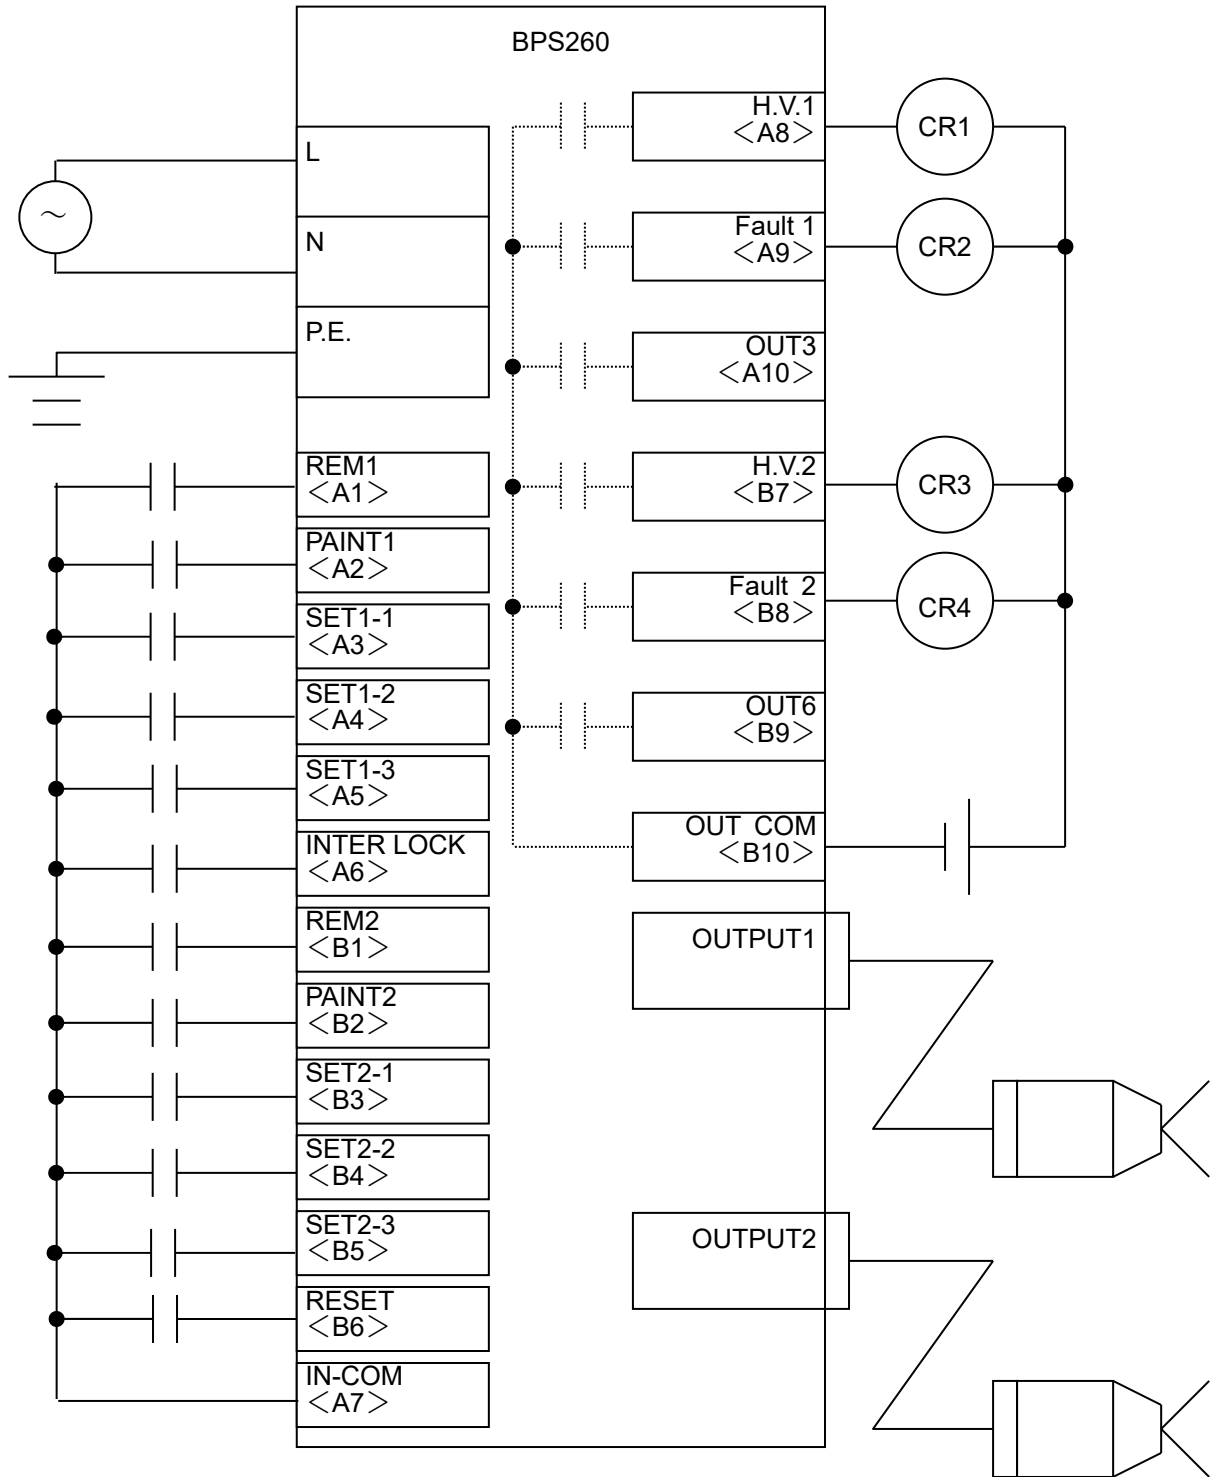 BPS260
L
N
P.E.
REM1
<A1>
PAINT1
<A2>
SET1-1
<A3>
SET1-2
<A4>
SET1-3
<A5>
INTER LOCK
<A6>
REM2
<B1>
PAINT2
<B2>
SET2-1
<B3>
SET2-2
<B4>
SET2-3
<B5>
RESET
<B6>
IN-COM
<A7>
H.V.1
<A8>
CR1
Fault 1
<A9>
CR2
OUT3
<A10>
H.V.2
<B7>
CR3
Fault 2
<B8>
CR4
OUT6
<B9>
OUT COM
<B10>
OUTPUT1
OUTPUT2